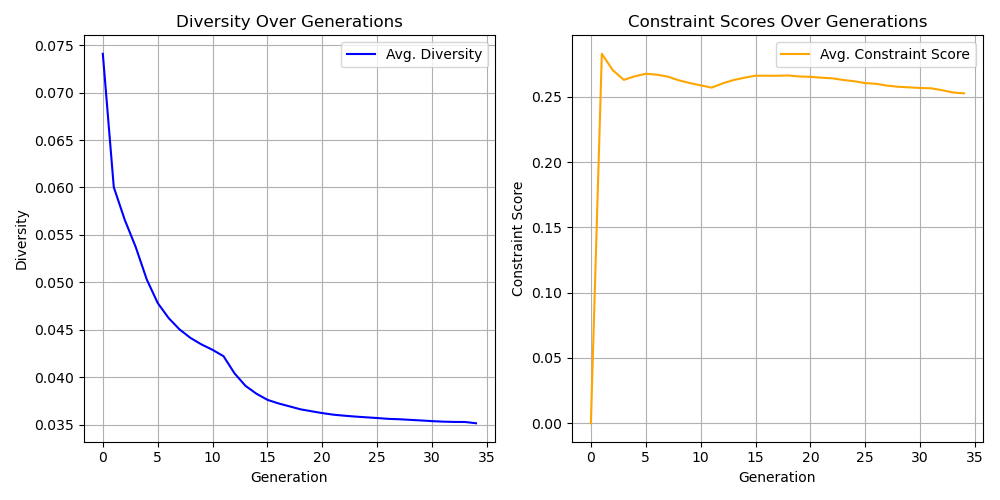 Diversity Over Generations
0.075
0.070
0.065
0.060
0.055
0.050
0.045
0.040
0.035
Diversity
Avg. Diversity
0 5 10 15 20 25 30 35
Generation
Constraint Scores Over Generations
0.25
0.20
0.15
0.10
0.05
0.00
Constraint Score
Avg. Constraint Score
0 5 10 15 20 25 30 35
Generation